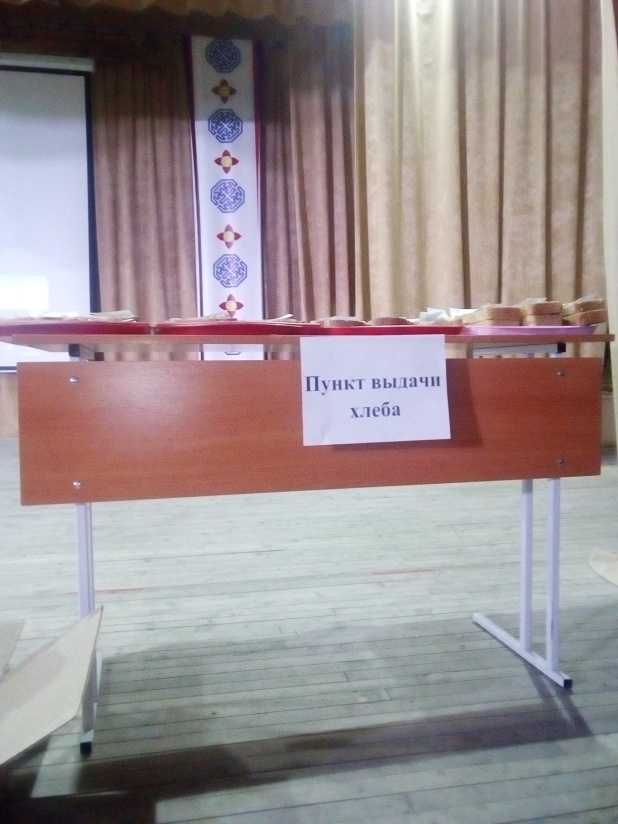 Пункт выдачи
хлеба